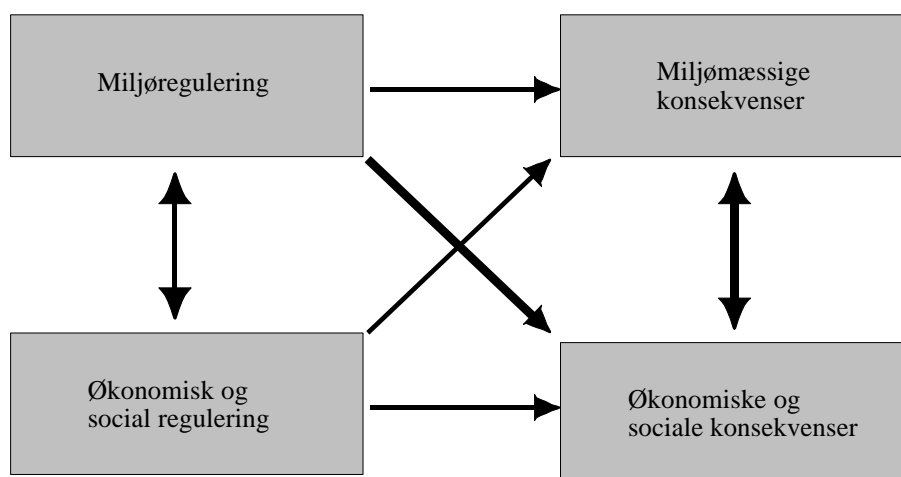 Miljøregulering
Miljømæssige
konsekvenser
Økonomisk og
social regulering
Økonomiske og
sociale konsekvenser